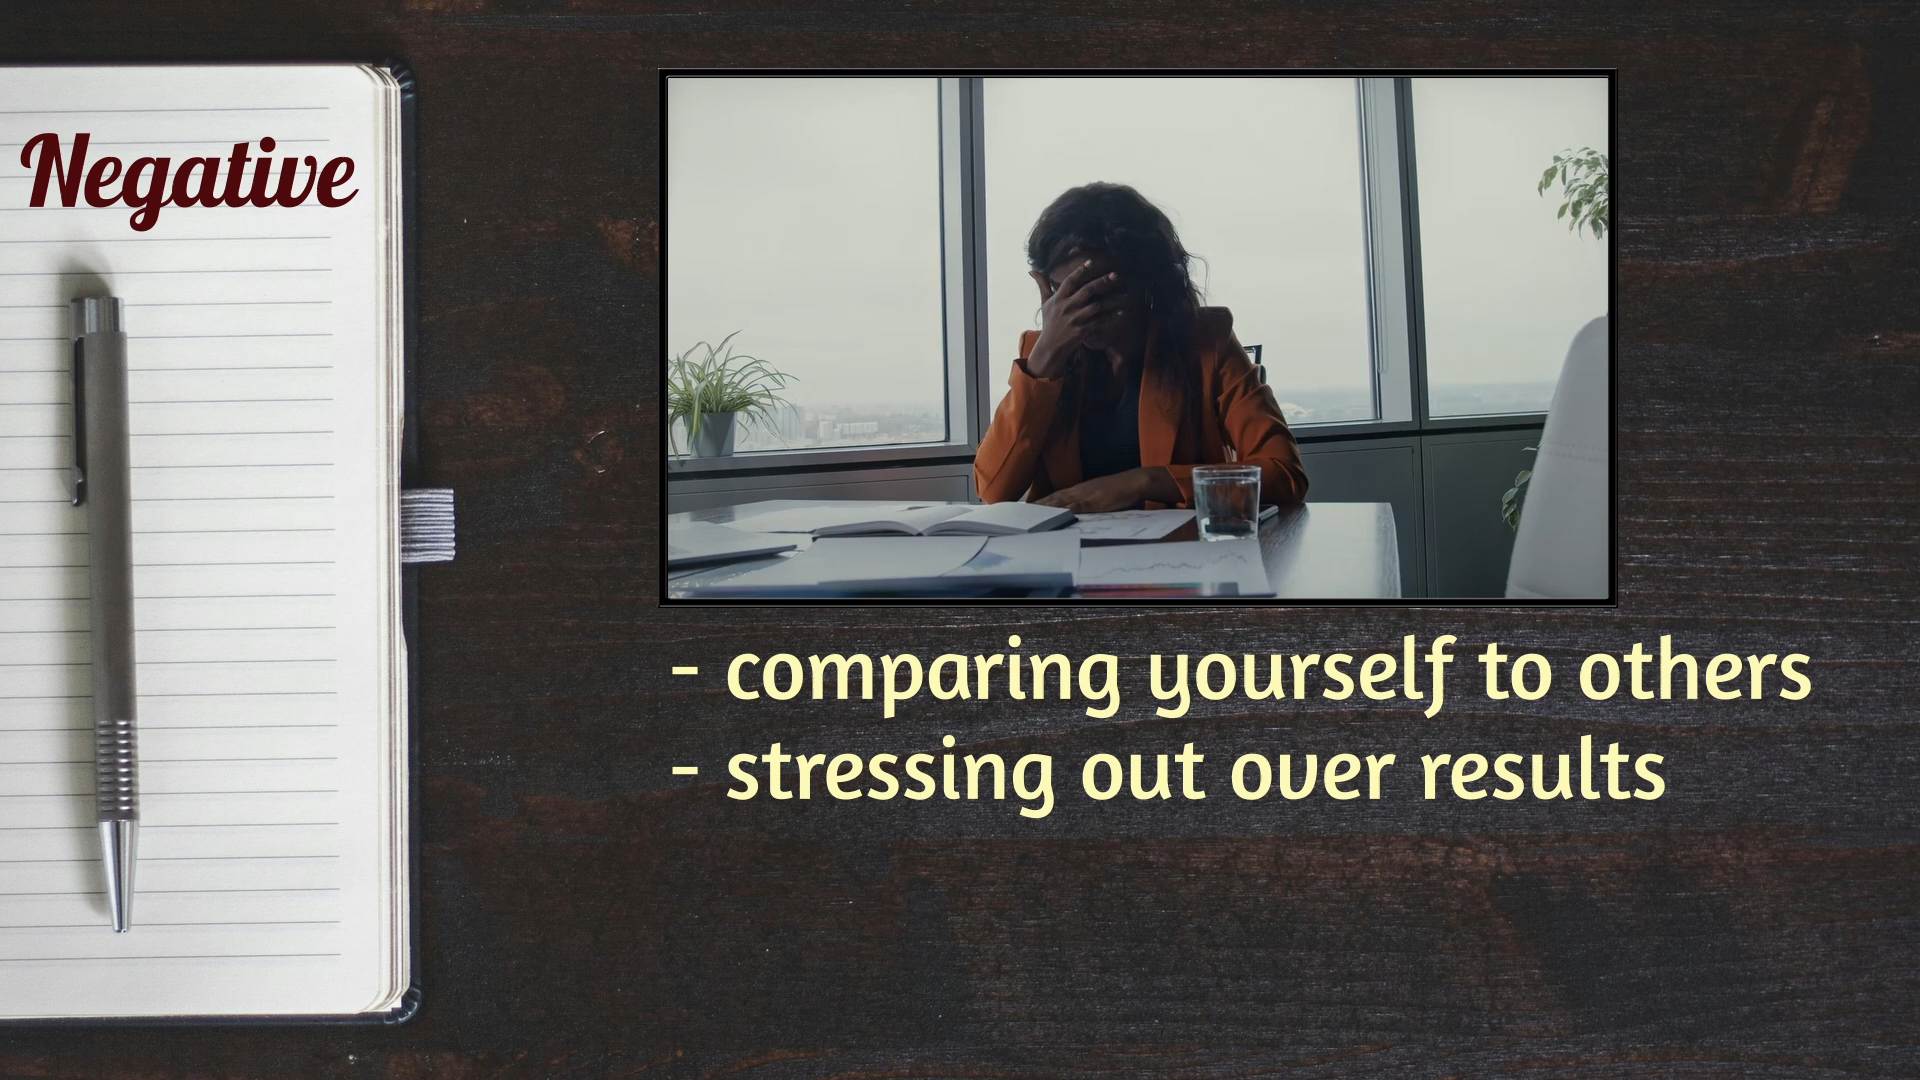 Negative
- comparing yourself to others
- stressing out over results